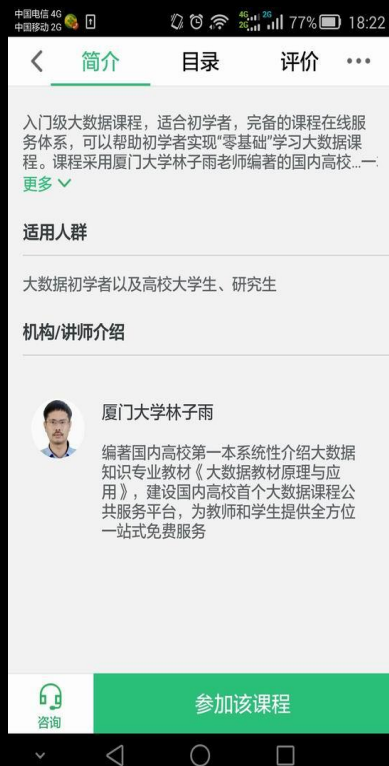 中国电信 4G
中国移动 2G
4G 2G
2G
77%
18:22
简介 目录 评价
入门级大数据课程，适合初学者，完备的课程在线服
务体系，可以帮助初学者实现“零基础”学习大数据课
程。课程采用厦门大学林子雨老师编著的国内高校...一
更多
适用人群
大数据初学者以及高校大学生、研究生
机构/讲师介绍
厦门大学林子雨
编著国内高校第一本系统性介绍大数据
知识专业教材《大数据教材原理与应
用》，建设国内高校首个大数据课程公
共服务平台，为教师和学生提供全方位
一站式免费服务
咨询
参加该课程